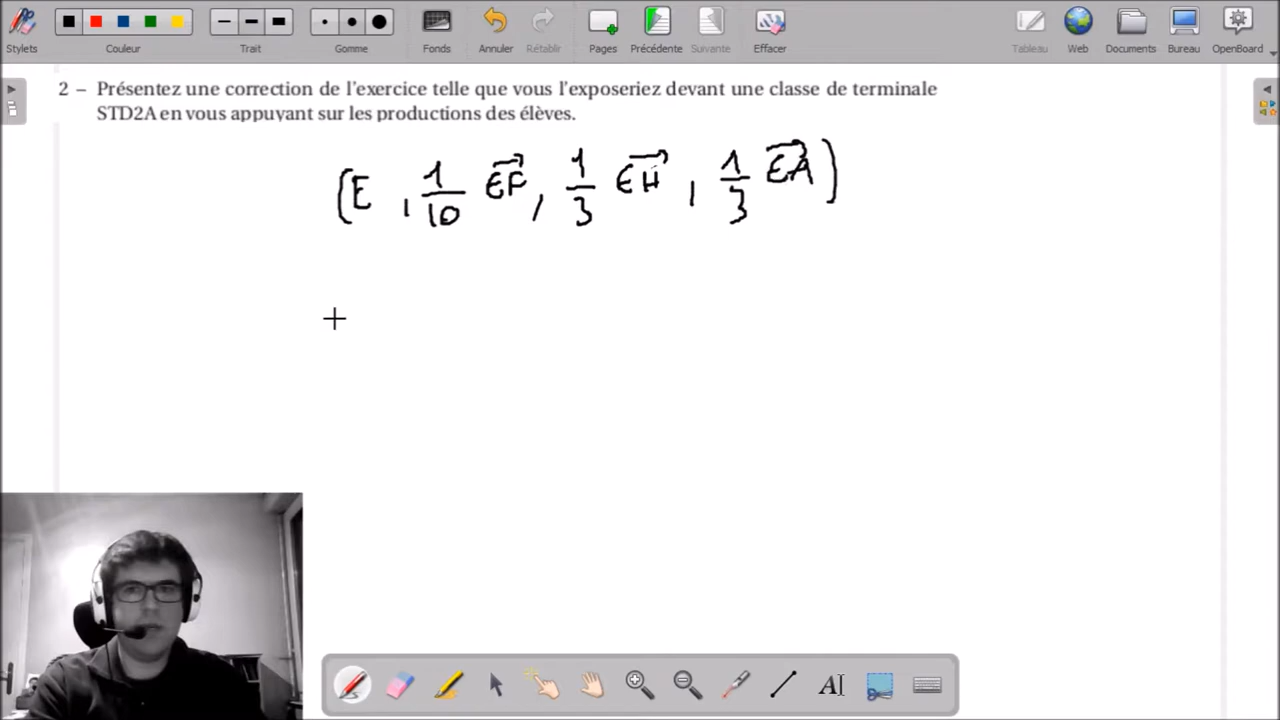 Stylets Couleur Trait Gomme Fonds Annuler Rétablir Pages Précédente Suivante Effacer Tableau Web Documents Bureau OpenBoard
2 – Présentez une correction de l'exercice telle que vous l'exposeriez devant une classe de terminale
STD2A en vous appuyant sur les productions des élèves.
(E , 1/10 EF⃗, 1/3 EH⃗ , 1/3 EA⃗)
AI